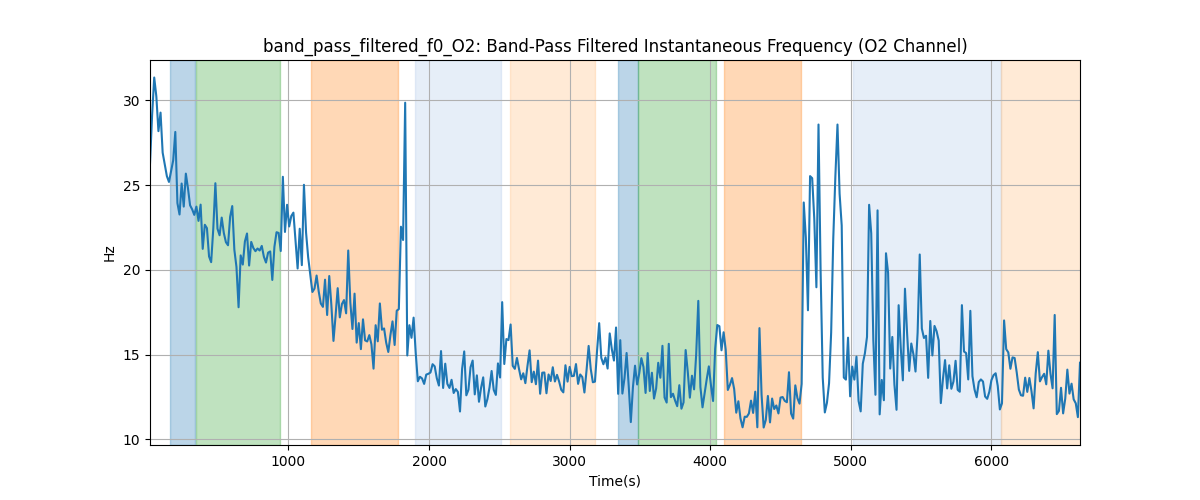 band_pass_filtered_f0_O2: Band-Pass Filtered Instantaneous Frequency (O2 Channel)
30
25
20
15
10
Hz
1000 2000 3000 4000 5000 6000
Time(s)